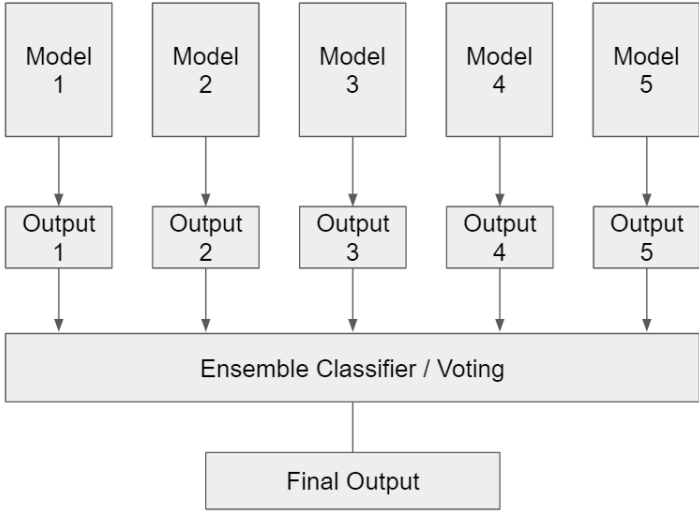 Model
1
Model
2
Model
3
Model
4
Model
5
Output
1
Output
2
Output
3
Output
4
Output
5
Ensemble Classifier / Voting
Final Output